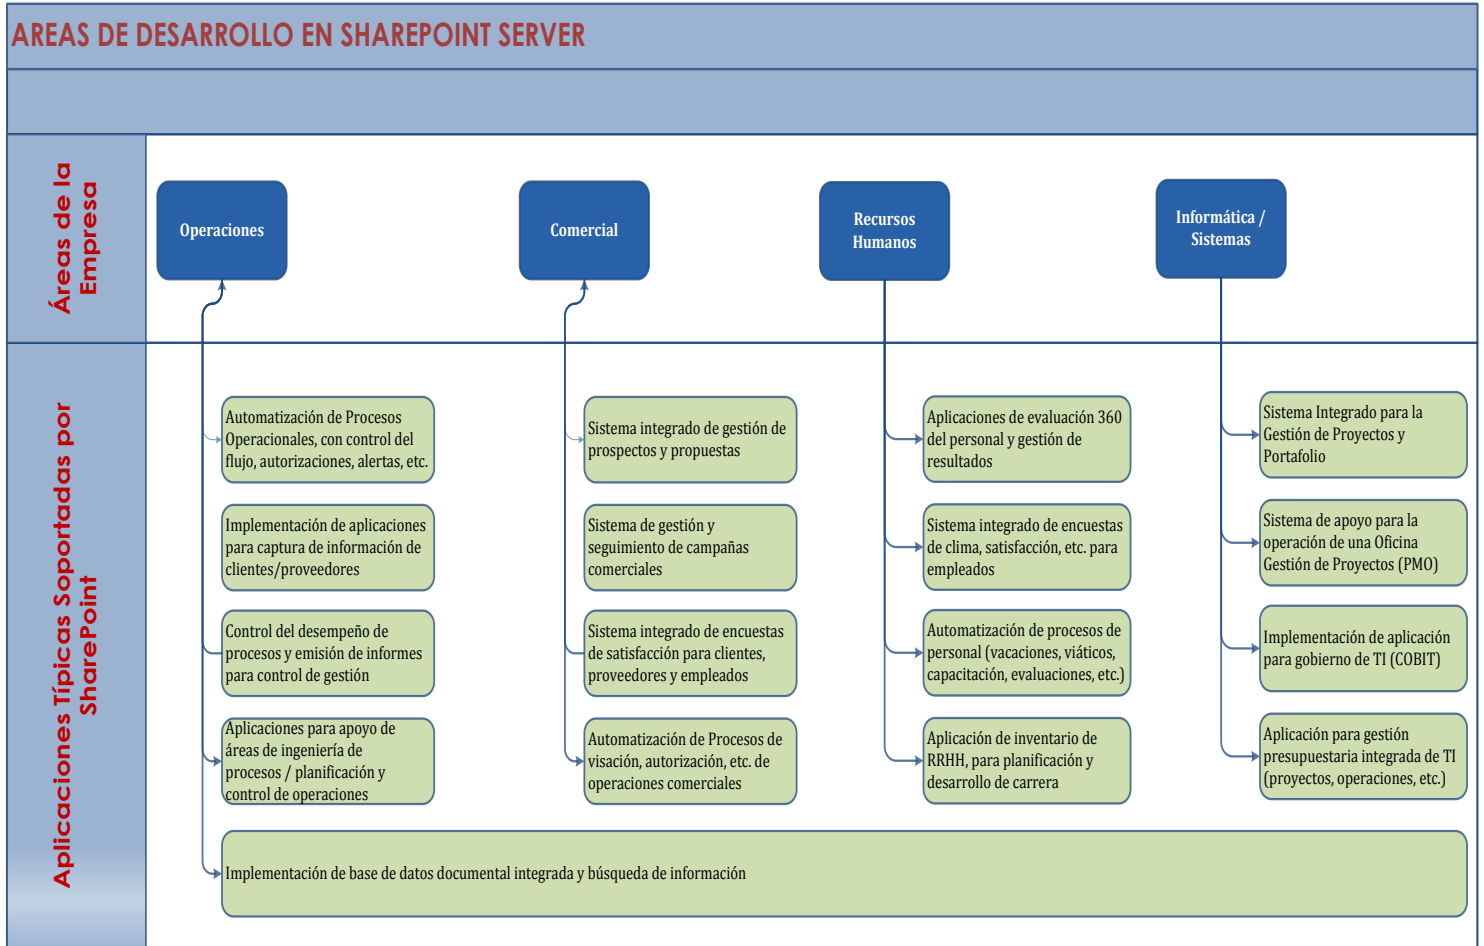 AREAS DE DESARROLLO EN SHAREPOINT SERVER
Áreas de la
Empresa
Operaciones
Comercial
Recursos
Humanos
Informática /
Sistemas
Aplicaciones Típicas Soportadas por
SharePoint
Automatización de Procesos
Operacionales, con control del
flujo, autorizaciones, alertas, etc.
Implementación de aplicaciones
para captura de información de
clientes/proveedores
Control del desempeño de
procesos y emisión de informes
para control de gestión
Aplicaciones para apoyo de
áreas de ingeniería de
procesos / planificación y
control de operaciones
Sistema integrado de gestión de
prospectos y propuestas
Sistema de gestión y
seguimiento de campañas
comerciales
Sistema integrado de encuestas
de satisfacción para clientes,
proveedores y empleados
Automatización de Procesos de
visación, autorización, etc. de
operaciones comerciales
Aplicaciones de evaluación 360
del personal y gestión de
resultados
Sistema integrado de encuestas
de clima, satisfacción, etc. para
empleados
Automatización de procesos de
personal (vacaciones, viáticos,
capacitación, evaluaciones, etc.)
Aplicación de inventario de
RRHH, para planificación y
desarrollo de carrera
Sistema Integrado para la
Gestión de Proyectos y
Portafolio
Sistema de apoyo para la
operación de una Oficina
Gestión de Proyectos (PMO)
Implementación de aplicación
para gobierno de TI (COBIT)
Aplicación para gestión
presupuestaria integrada de TI
(proyectos, operaciones, etc.)
Implementación de base de datos documental integrada y búsqueda de información